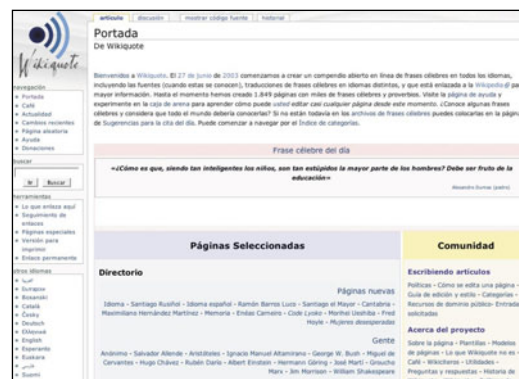 artículo discusión mostrar código fuente historial
Portada
De Wikiquote
Bienvenidos a Wikiquote. El 27 de junio de 2003 comenzamos a crear un compendio abierto en línea de frases célebres en todos los idiomas,
incluyendo las fuentes (cuando estas se conocen), traducciones de frases célebres en idiomas distintos, y que está enlazada a la Wikipedia pa
mayor información. Hasta el momento hemos creado 1.849 páginas con miles de frases célebres y proverbios. Visite la página de ayuda y
experimente en la caja de arena para aprender cómo puede usted editar casi cualquier página desde este momento. ¿Conoce algunas frases
célebres y considera que todo el mundo debería conocerlas? Si no están todavía en los archivos de frases célebres puedes colocarlas en la págin
de Sugerencias para la cita del día. Puede comenzar a navegar por el Índice de categorías.
Frase célebre del día
«¿Cómo es que, siendo tan inteligentes los niños, son tan estúpidos la mayor parte de los hombres? Debe ser fruto de la
educación»
Alexandre Dumas (padre)
Páginas Seleccionadas
Directorio
Páginas nuevas
Idioma - Santiago Rusiñol - Idioma español - Ramón Barros Luco - Santiago el Mayor - Cantabria -
Maximiliano Hernández Martínez - Memoria - Eneias Carneiro - Code Lyoko - Morihei Ueshiba - Fred
Hoyle - Mujeres desesperadas
Gente
Anónimo - Salvador Allende - Aristóteles - Ignacio Manuel Altamirano - George W. Bush - Miguel de
Cervantes - Hugo Chávez - Rubén Darío - Albert Einstein - Hermann Göring - José Martí - Groucho
Marx - Jim Morrison - William Shakespeare
Comunidad
Escribiendo artículos
Políticas - Cómo se edita una página -
Guía de edición y estilo - Categorías -
Recursos de dominio público - Entrada
solicitadas
Acerca del proyecto
Sobre la página - Plantillas - Modelos
de páginas - Lo que Wikiquote no es -
Café - Wikicheros - Utilidades -
Preguntas y respuestas - Historia de
Wikiquote
navegación
Portada
Café
Actualidad
Cambios recientes
Página aleatoria
Ayuda
Donaciones
buscar
Ir Buscar
herramientas
Lo que enlaza aquí
Seguimiento de
enlaces
Páginas especiales
Versión para
imprimir
Enlace permanente
otros idiomas
العربية
Български
Bosanski
Català
Česky
Deutsch
Ελληνικά
English
Esperanto
Euskara
فارسی
Suomi